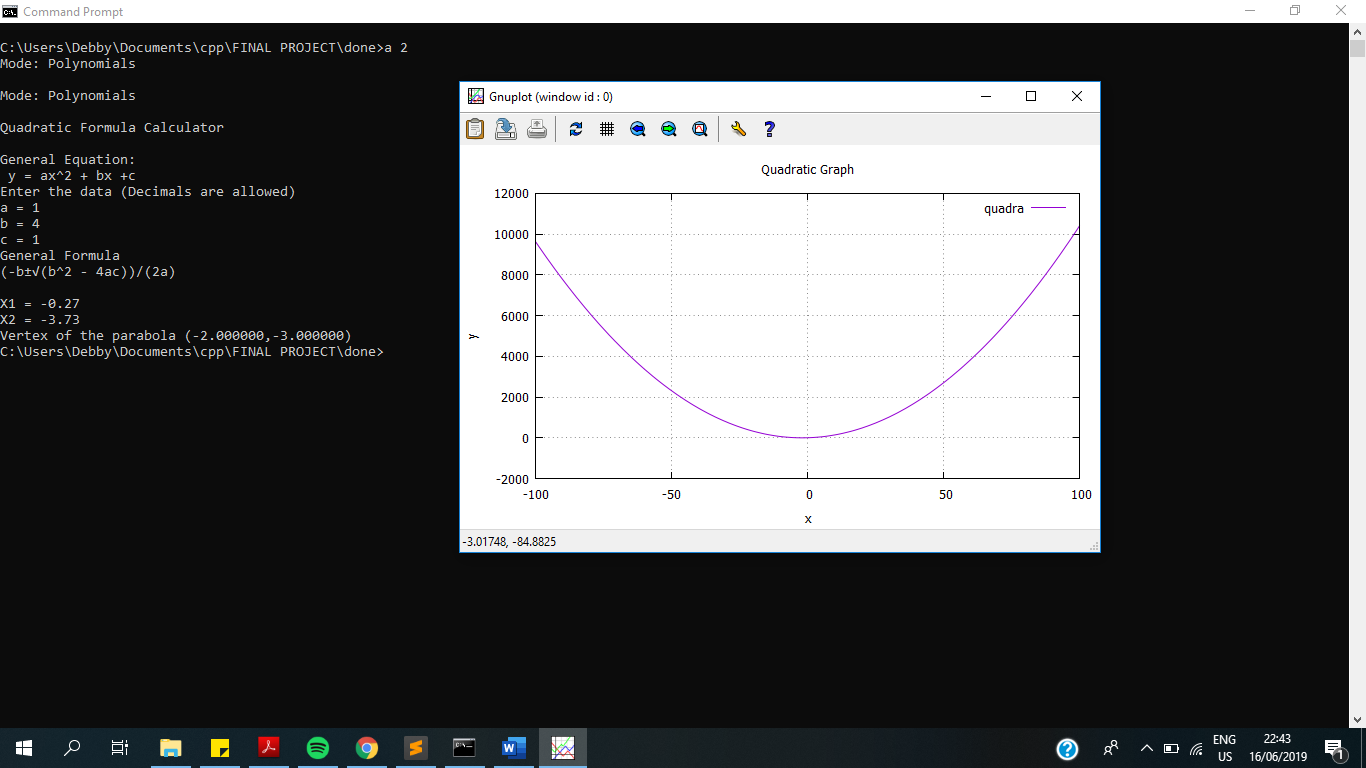 Command Prompt
C:\Users\Debby\Documents\cpp\FINAL PROJECT\done>a 2
Mode: Polynomials
Mode: Polynomials
Quadratic Formula Calculator
General Equation:
y = ax^2 + bx +c
Enter the data (Decimals are allowed)
a = 1
b = 4
c = 1
General Formula
(-b±√(b^2 - 4ac))/(2a)
X1 = -0.27
X2 = -3.73
Vertex of the parabola (-2.000000,-3.000000)
C:\Users\Debby\Documents\cpp\FINAL PROJECT\done>
Gnuplot (window id : 0)
Quadratic Graph
quadra
12000
10000
8000
6000
4000
2000
0
-2000
y
-100 -50 0 50 100
x
-3.01748, -84.8825
ENG
US
22:43
16/06/2019
1